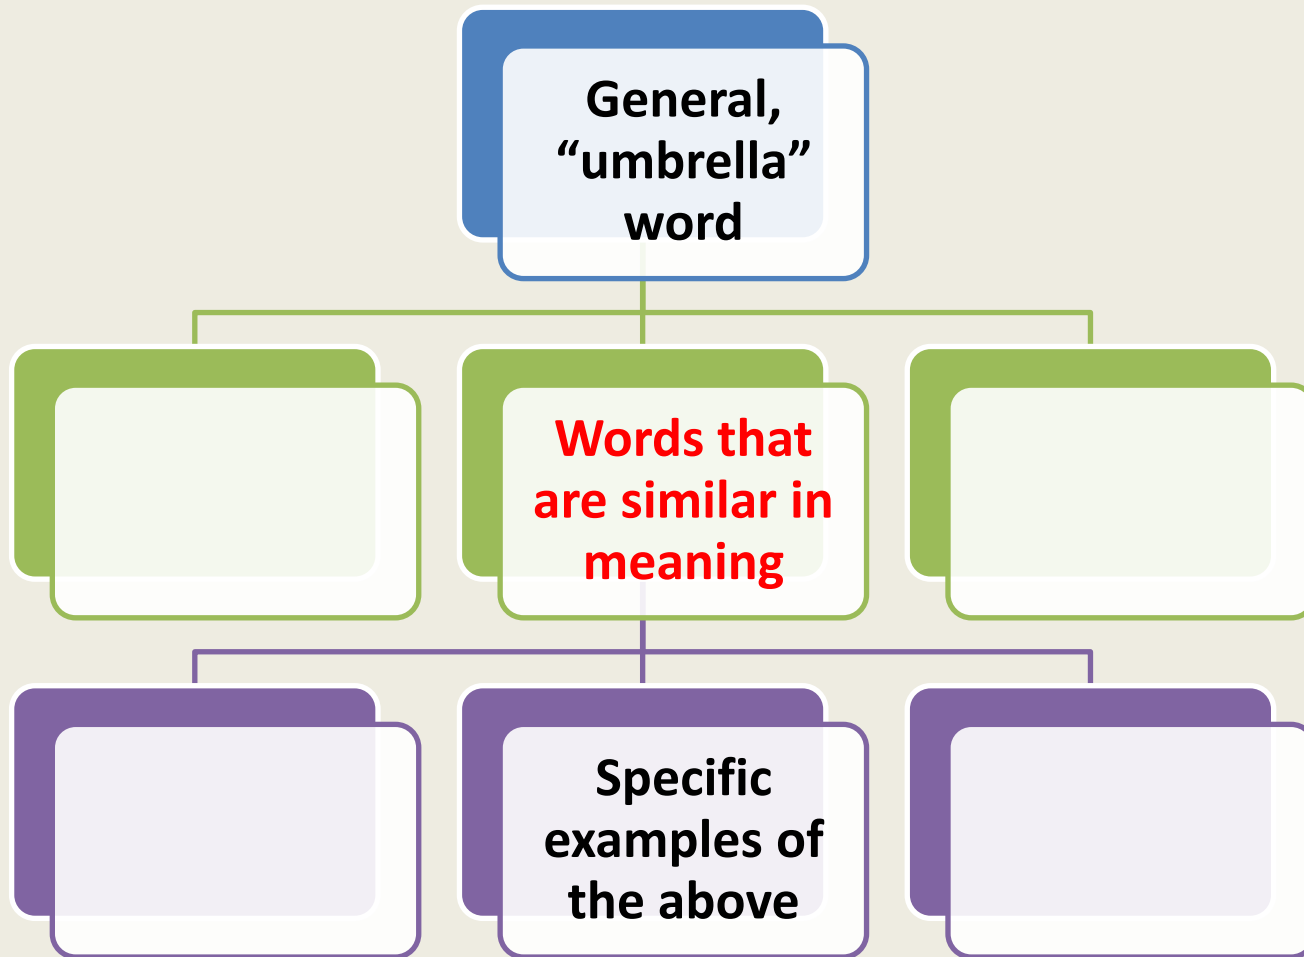 General,
“umbrella”
word
Words that
are similar in
meaning
Specific
examples of
the above